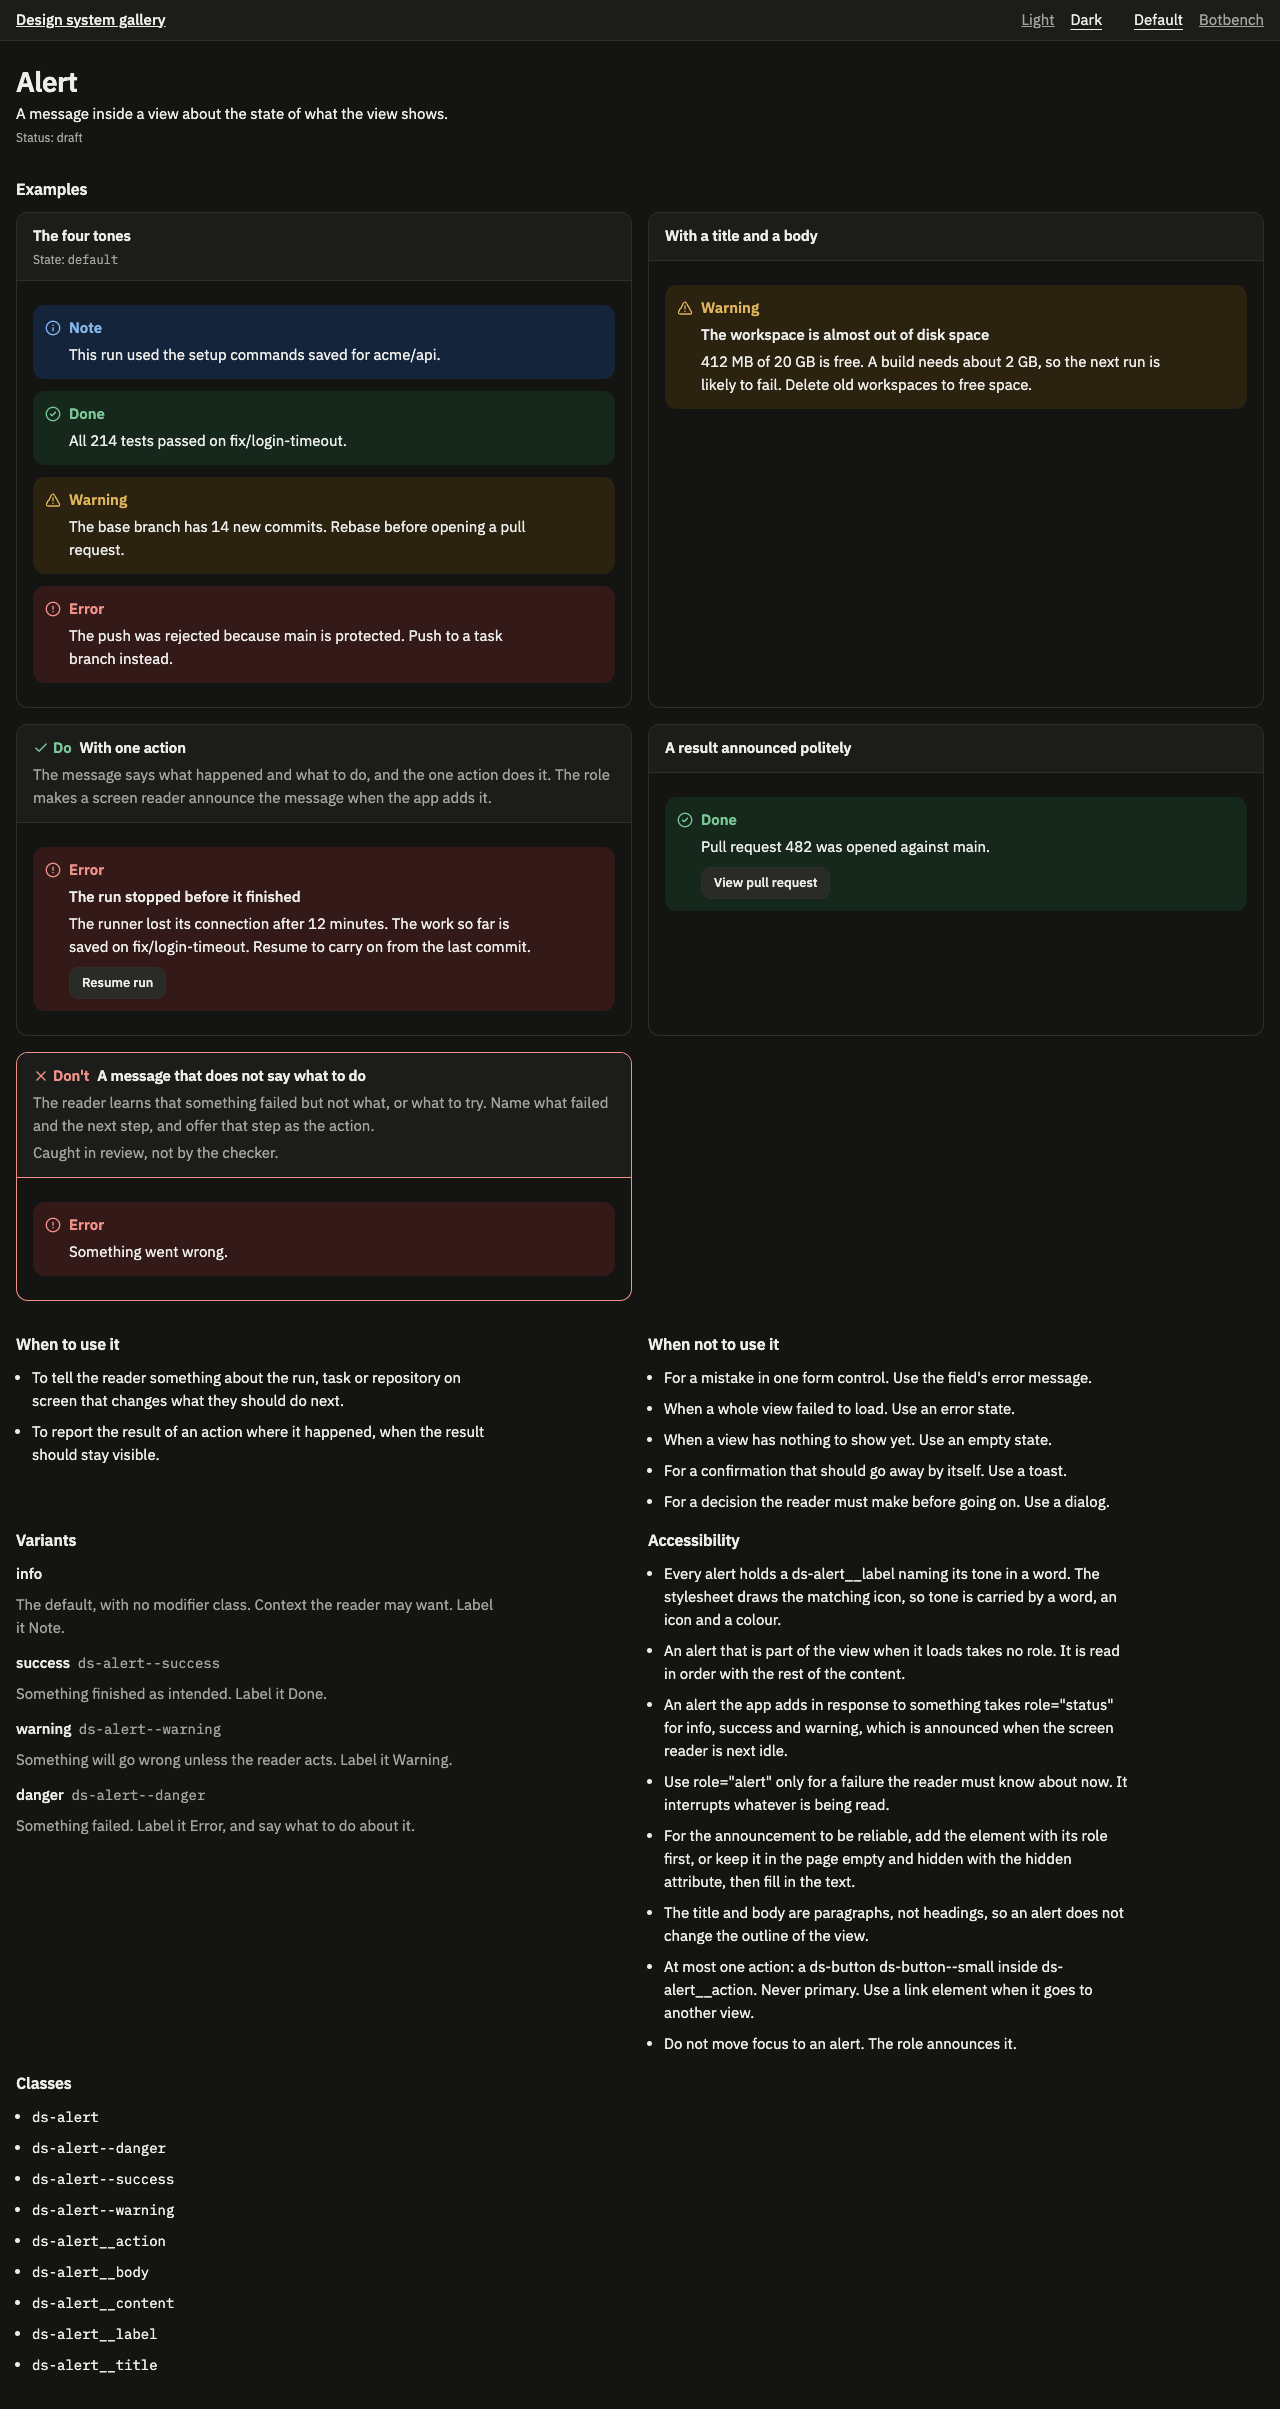 Design system gallery
Light Dark Default Botbench
Alert
A message inside a view about the state of what the view shows.
Status: draft
Examples
The four tones
State: default
Note
This run used the setup commands saved for acme/api.
Done
All 214 tests passed on fix/login-timeout.
Warning
The base branch has 14 new commits. Rebase before opening a pull
request.
Error
The push was rejected because main is protected. Push to a task
branch instead.
With a title and a body
Warning
The workspace is almost out of disk space
412 MB of 20 GB is free. A build needs about 2 GB, so the next run is
likely to fail. Delete old workspaces to free space.
Do With one action
The message says what happened and what to do, and the one action does it. The role
makes a screen reader announce the message when the app adds it.
Error
The run stopped before it finished
The runner lost its connection after 12 minutes. The work so far is
saved on fix/login-timeout. Resume to carry on from the last commit.
Resume run
A result announced politely
Done
Pull request 482 was opened against main.
View pull request
Don't A message that does not say what to do
The reader learns that something failed but not what, or what to try. Name what failed
and the next step, and offer that step as the action.
Caught in review, not by the checker.
Error
Something went wrong.
When to use it
To tell the reader something about the run, task or repository on
screen that changes what they should do next.
To report the result of an action where it happened, when the result
should stay visible.
When not to use it
For a mistake in one form control. Use the field's error message.
When a whole view failed to load. Use an error state.
When a view has nothing to show yet. Use an empty state.
For a confirmation that should go away by itself. Use a toast.
For a decision the reader must make before going on. Use a dialog.
Variants
info
The default, with no modifier class. Context the reader may want. Label
it Note.
success ds-alert--success
Something finished as intended. Label it Done.
warning ds-alert--warning
Something will go wrong unless the reader acts. Label it Warning.
danger ds-alert--danger
Something failed. Label it Error, and say what to do about it.
Accessibility
Every alert holds a ds-alert__label naming its tone in a word. The
stylesheet draws the matching icon, so tone is carried by a word, an
icon and a colour.
An alert that is part of the view when it loads takes no role. It is read
in order with the rest of the content.
An alert the app adds in response to something takes role="status"
for info, success and warning, which is announced when the screen
reader is next idle.
Use role="alert" only for a failure the reader must know about now. It
interrupts whatever is being read.
For the announcement to be reliable, add the element with its role
first, or keep it in the page empty and hidden with the hidden
attribute, then fill in the text.
The title and body are paragraphs, not headings, so an alert does not
change the outline of the view.
At most one action: a ds-button ds-button--small inside ds-
alert__action. Never primary. Use a link element when it goes to
another view.
Do not move focus to an alert. The role announces it.
Classes
ds-alert
ds-alert--danger
ds-alert--success
ds-alert--warning
ds-alert__action
ds-alert__body
ds-alert__content
ds-alert__label
ds-alert__title